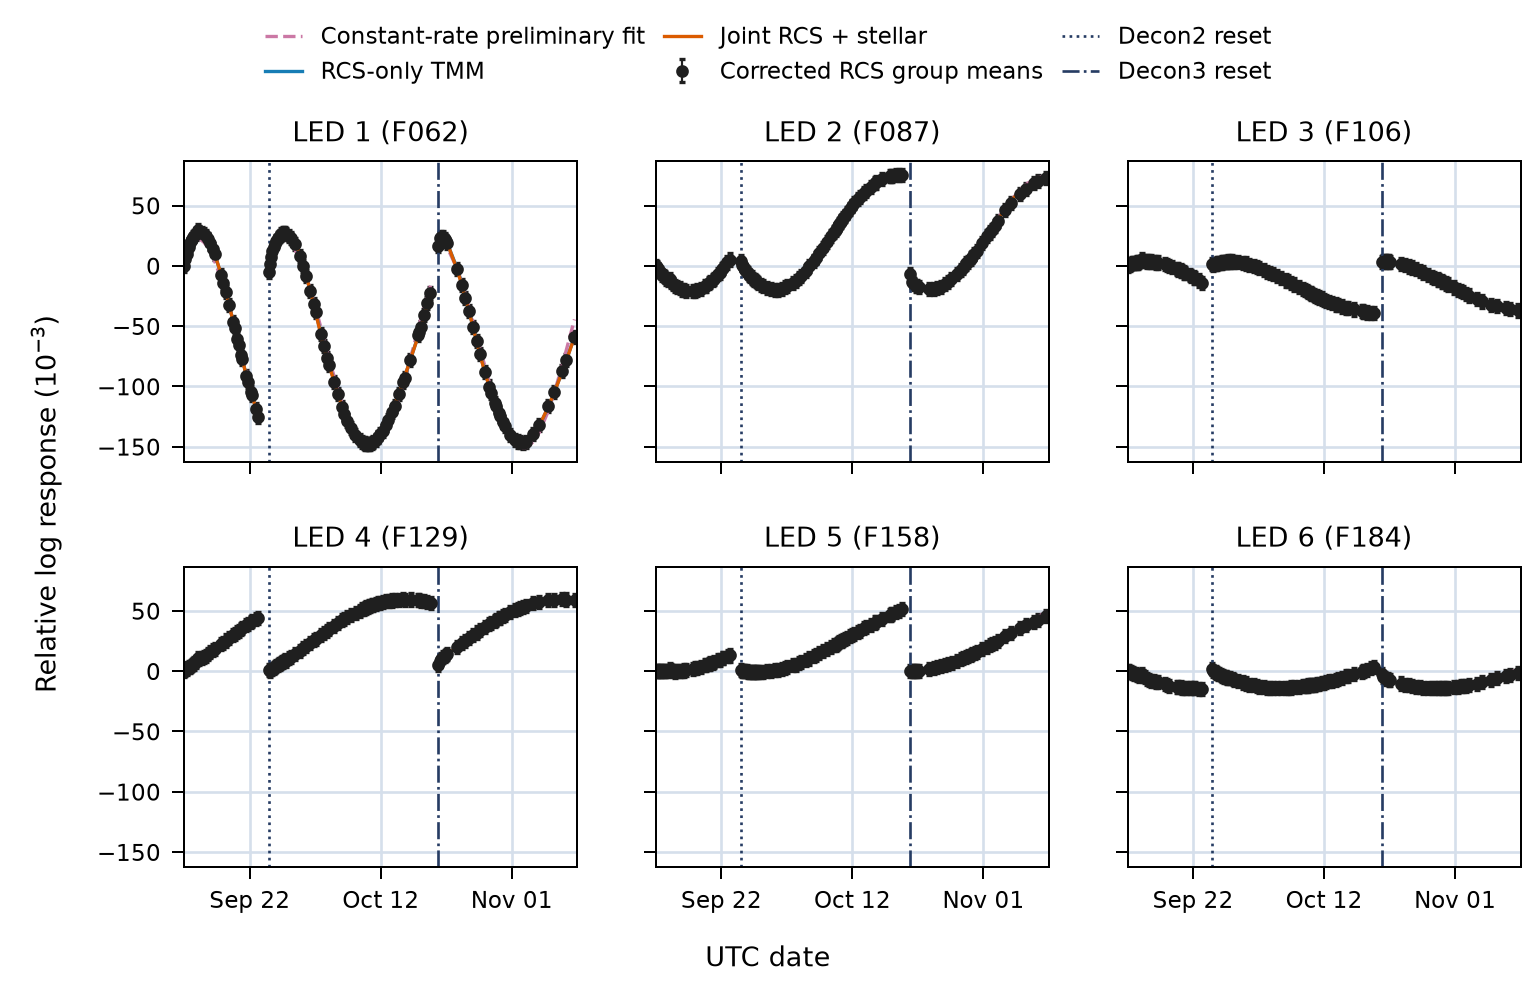 Constant-rate preliminary fit
RCS-only TMM
Joint RCS + stellar
Corrected RCS group means
Decon2 reset
Decon3 reset
LED 1 (F062)
LED 2 (F087)
LED 3 (F106)
50
0
−50
−100
−150
Relative log response (10⁻³)
LED 4 (F129)
LED 5 (F158)
LED 6 (F184)
50
0
−50
−100
−150
Sep 22
Oct 12
Nov 01
Sep 22
Oct 12
Nov 01
Sep 22
Oct 12
Nov 01
UTC date